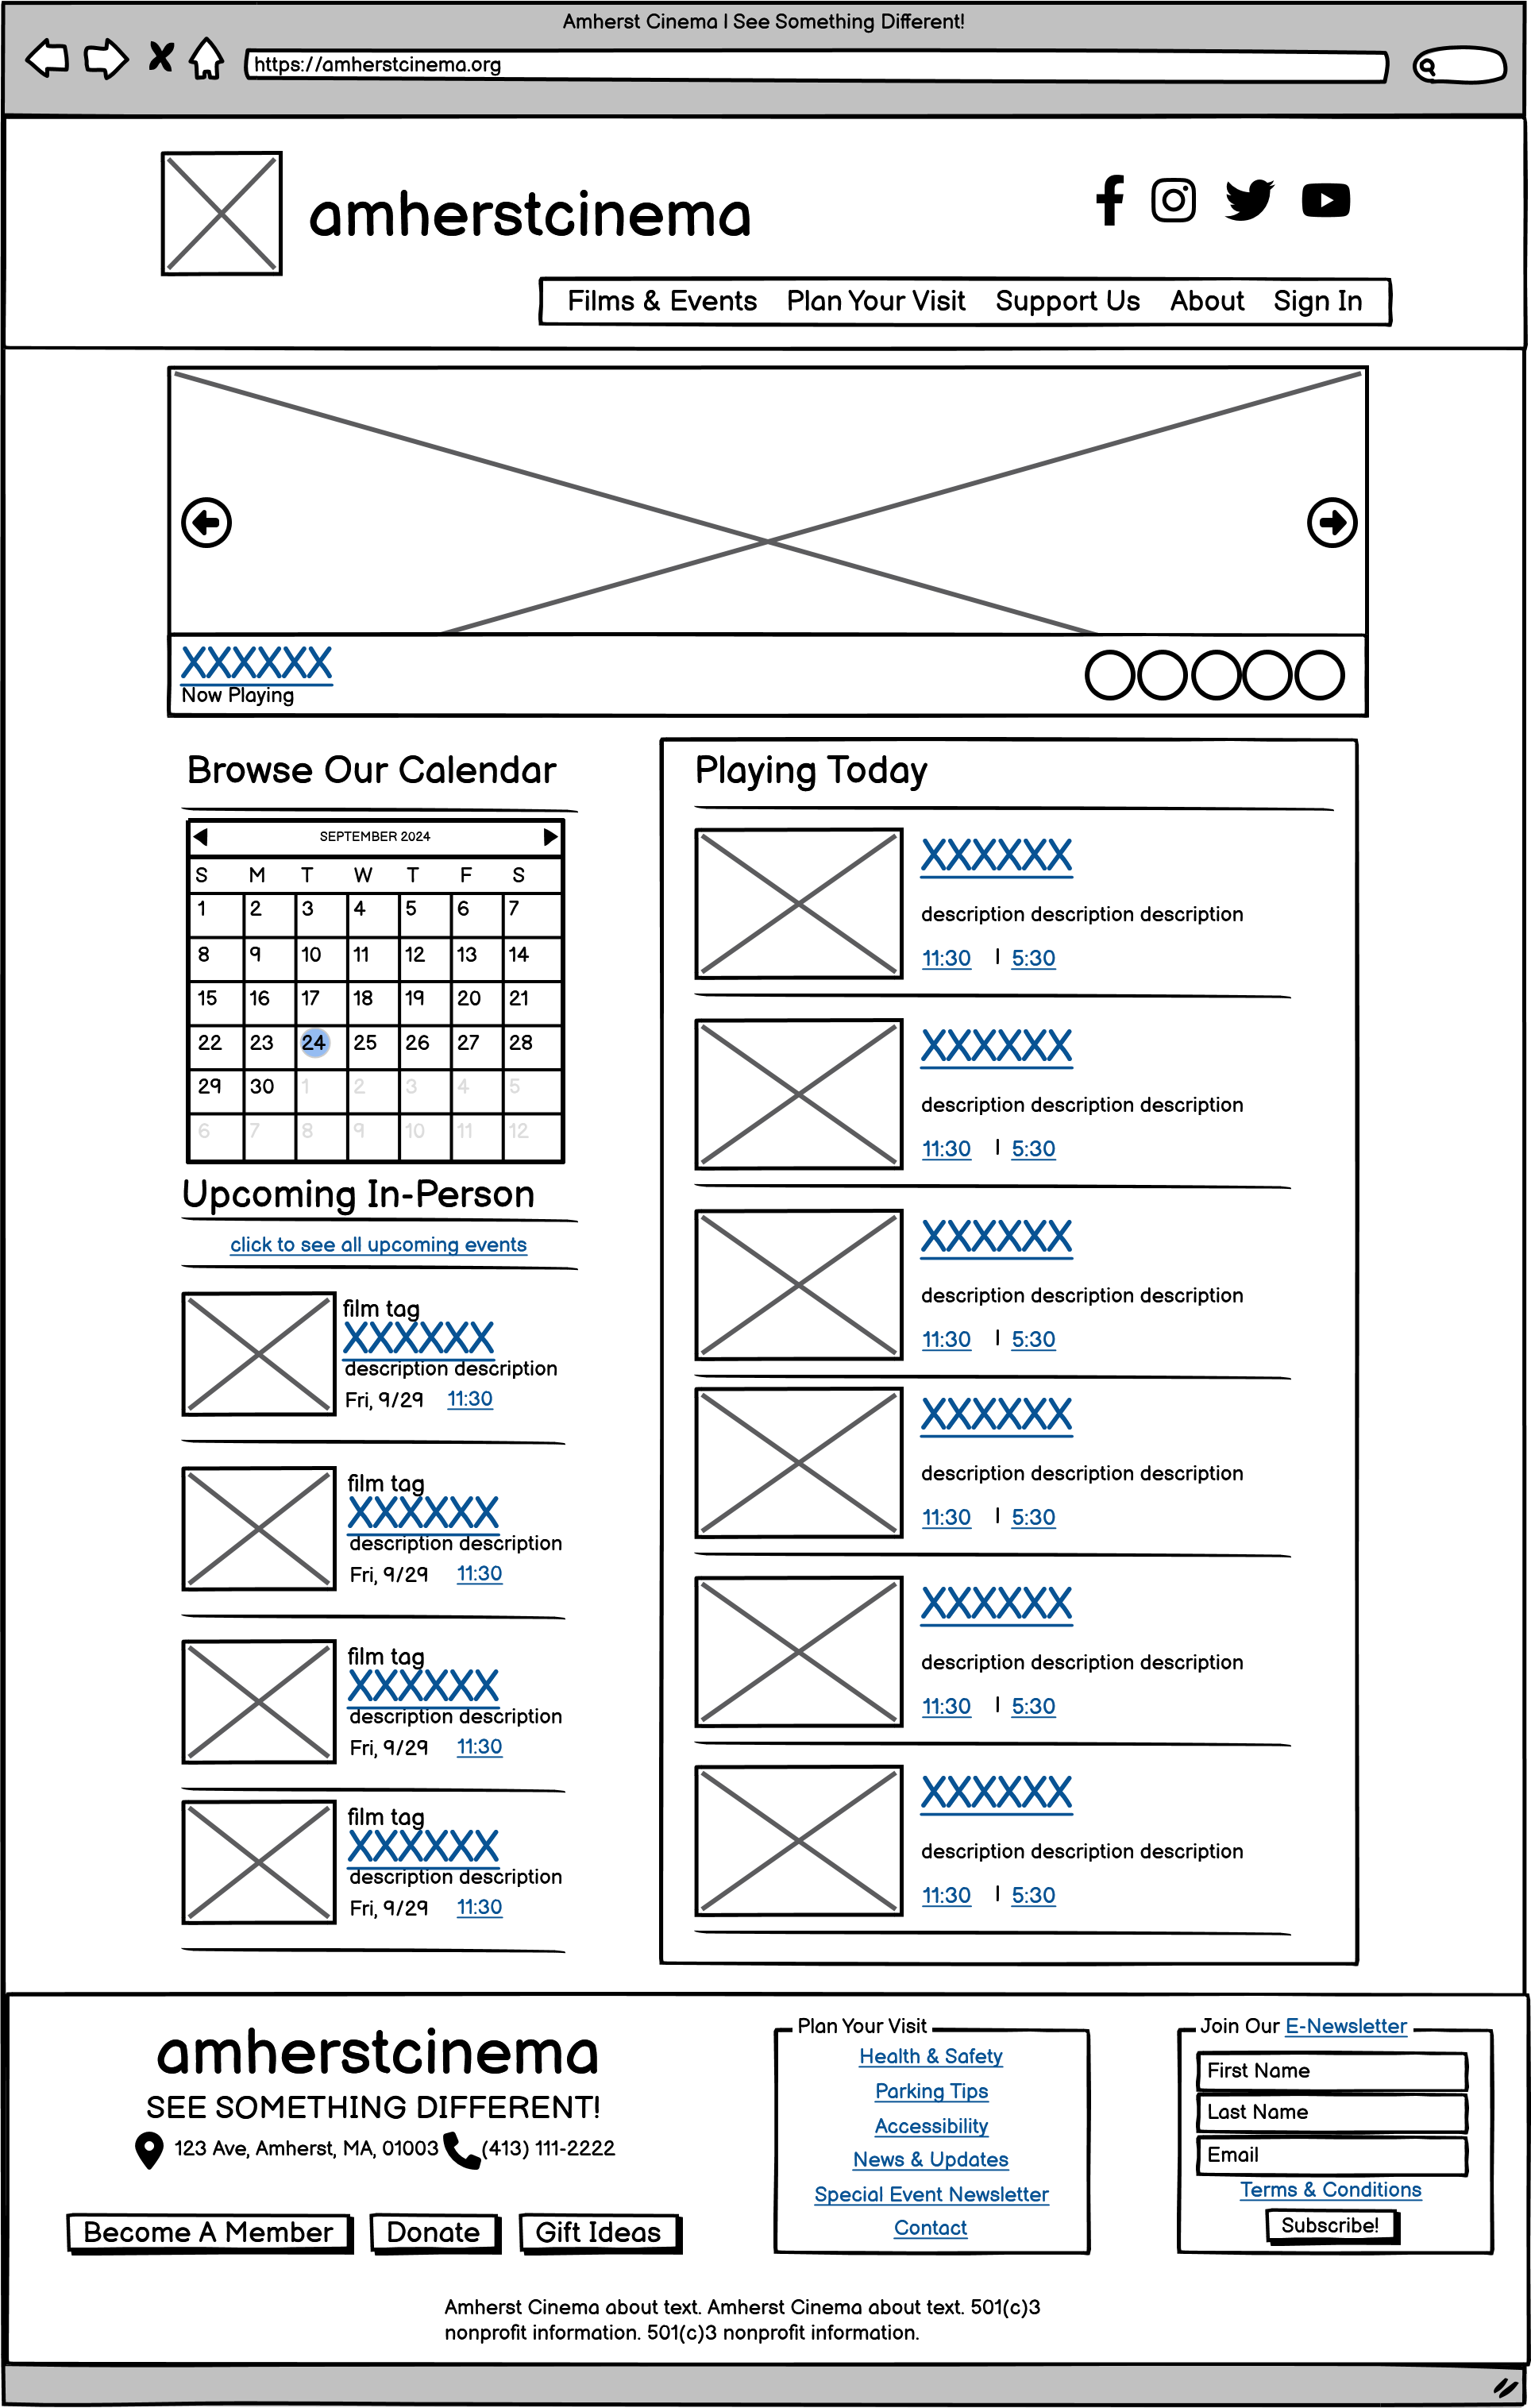 Amherst Cinema | See Something Different!
https://amherstcinema.org
amherstcinema
Films & Events Plan Your Visit Support Us About Sign In
XXXXXX
Now Playing
Browse Our Calendar
SEPTEMBER 2024
S M T W T F S
1 2 3 4 5 6 7
8 9 10 11 12 13 14
15 16 17 18 19 20 21
22 23 24 25 26 27 28
29 30 1 2 3 4 5
6 7 8 9 10 11 12
Upcoming In-Person
click to see all upcoming events
film tag
XXXXXX
description description
Fri, 9/29 11:30
film tag
XXXXXX
description description
Fri, 9/29 11:30
film tag
XXXXXX
description description
Fri, 9/29 11:30
film tag
XXXXXX
description description
Fri, 9/29 11:30
Playing Today
XXXXXX
description description description
11:30 | 5:30
XXXXXX
description description description
11:30 | 5:30
XXXXXX
description description description
11:30 | 5:30
XXXXXX
description description description
11:30 | 5:30
XXXXXX
description description description
11:30 | 5:30
XXXXXX
description description description
11:30 | 5:30
amherstcinema
SEE SOMETHING DIFFERENT!
123 Ave, Amherst, MA, 01003 (413) 111-2222
Become A Member Donate Gift Ideas
Plan Your Visit
Health & Safety
Parking Tips
Accessibility
News & Updates
Special Event Newsletter
Contact
Join Our E-Newsletter
First Name
Last Name
Email
Terms & Conditions
Subscribe!
Amherst Cinema about text. Amherst Cinema about text. 501(c)3
nonprofit information. 501(c)3 nonprofit information.